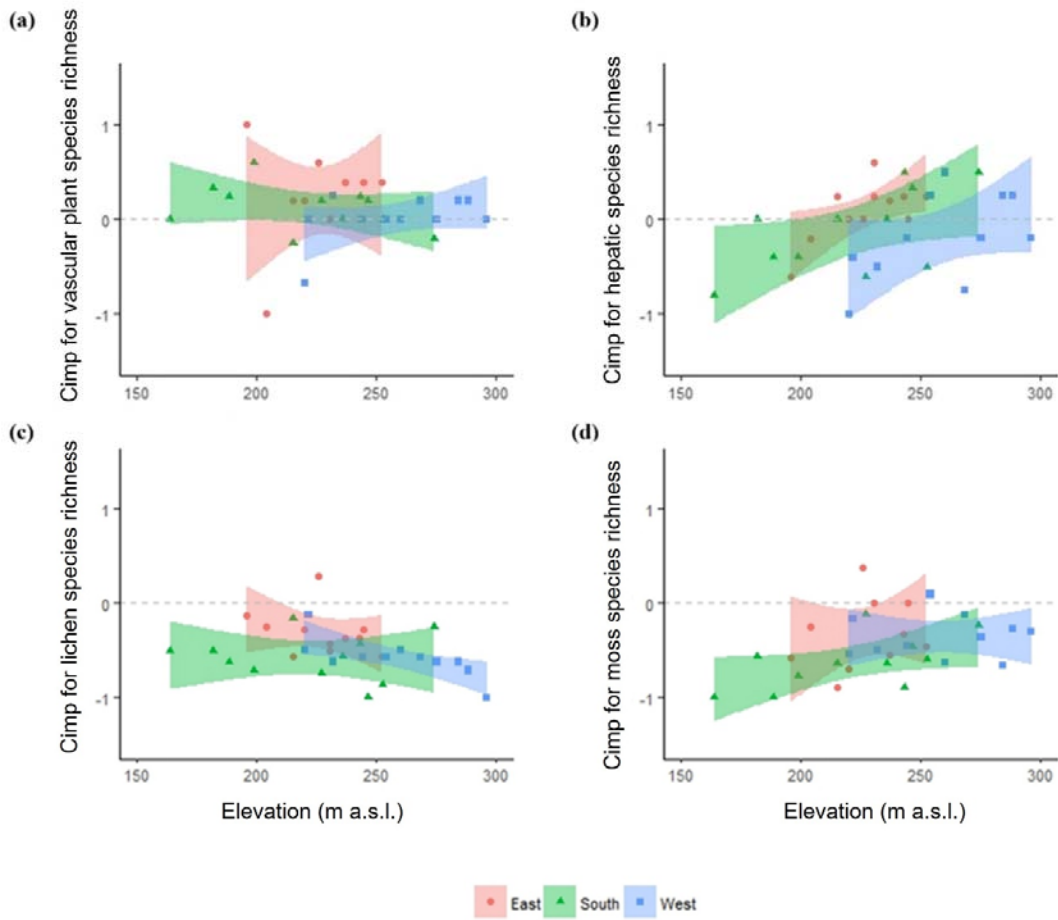 (a)
Cimp for vascular plant species richness
1
0
-1
150 200 250 300
(b)
Cimp for hepatic species richness
1
0
-1
150 200 250 300
(c)
Cimp for lichen species richness
1
0
-1
150 200 250 300
Elevation (m a.s.l.)
(d)
Cimp for moss species richness
1
0
-1
150 200 250 300
Elevation (m a.s.l.)
East South West